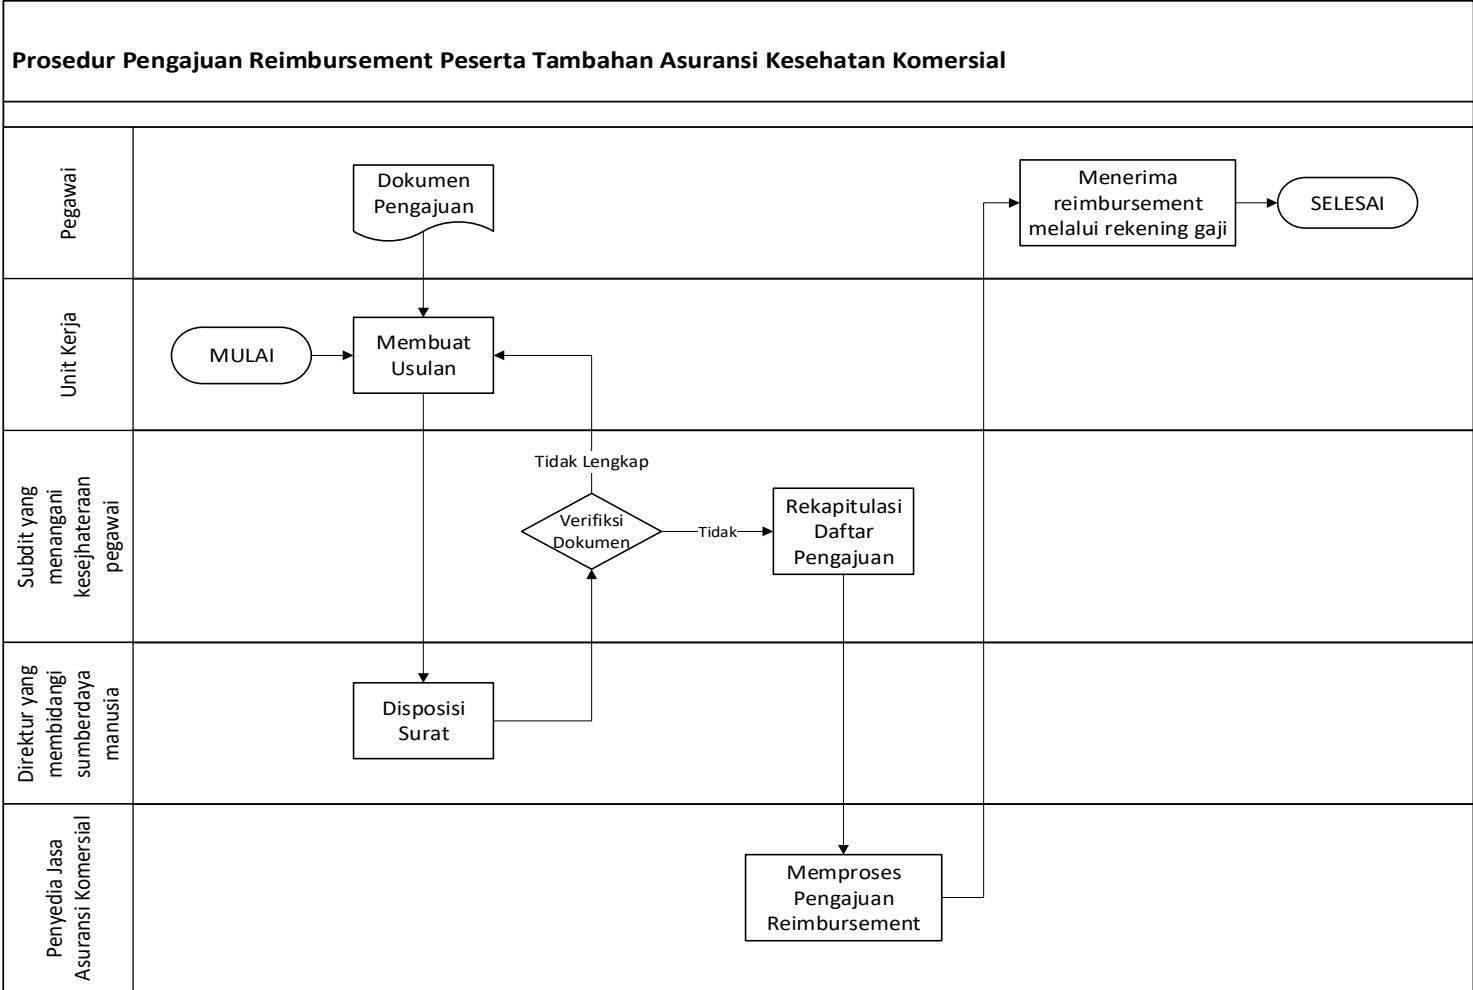 Prosedur Pengajuan Reimbursement Peserta Tambahan Asuransi Kesehatan Komersial
Pegawai
Dokumen
Pengajuan
Menerima
reimbursement
melalui rekening gaji
SELESAI
Unit Kerja
MULAI
Membuat
Usulan
Subdit yang
menangani
kesejhateraan
pegawai
Tidak Lengkap
Verifiksi
Dokumen
Tidak
Rekapitulasi
Daftar
Pengajuan
Direktur yang
membidangi
sumberdaya
manusia
Disposisi
Surat
Penyedia Jasa
Asuransi Komersial
Memproses
Pengajuan
Reimbursement